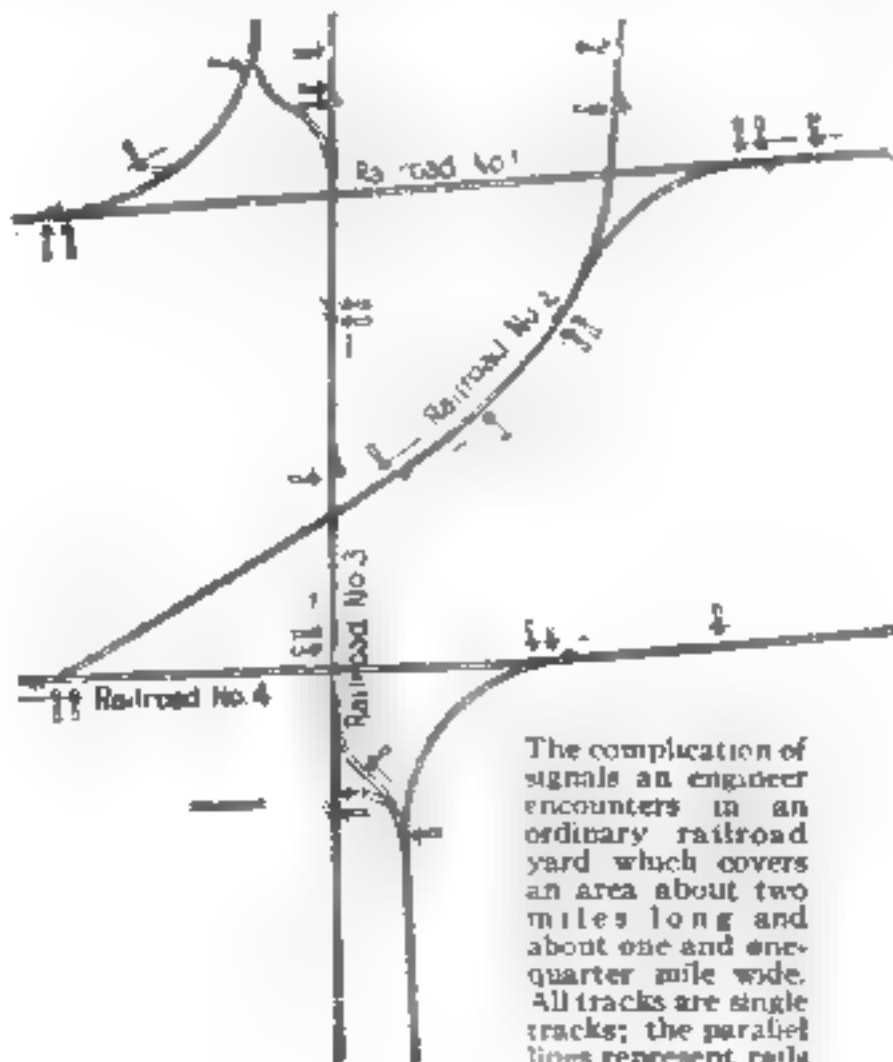 Railroad No 1
Railroad No. 2
Railroad No 3
Railroad No. 4
The complication of
signals an engineer
encounters in an
ordinary railroad
yard which covers
an area about two
miles long and
about one and one-
quarter mile wide.
All tracks are single
tracks; the parallel
lines represent rails